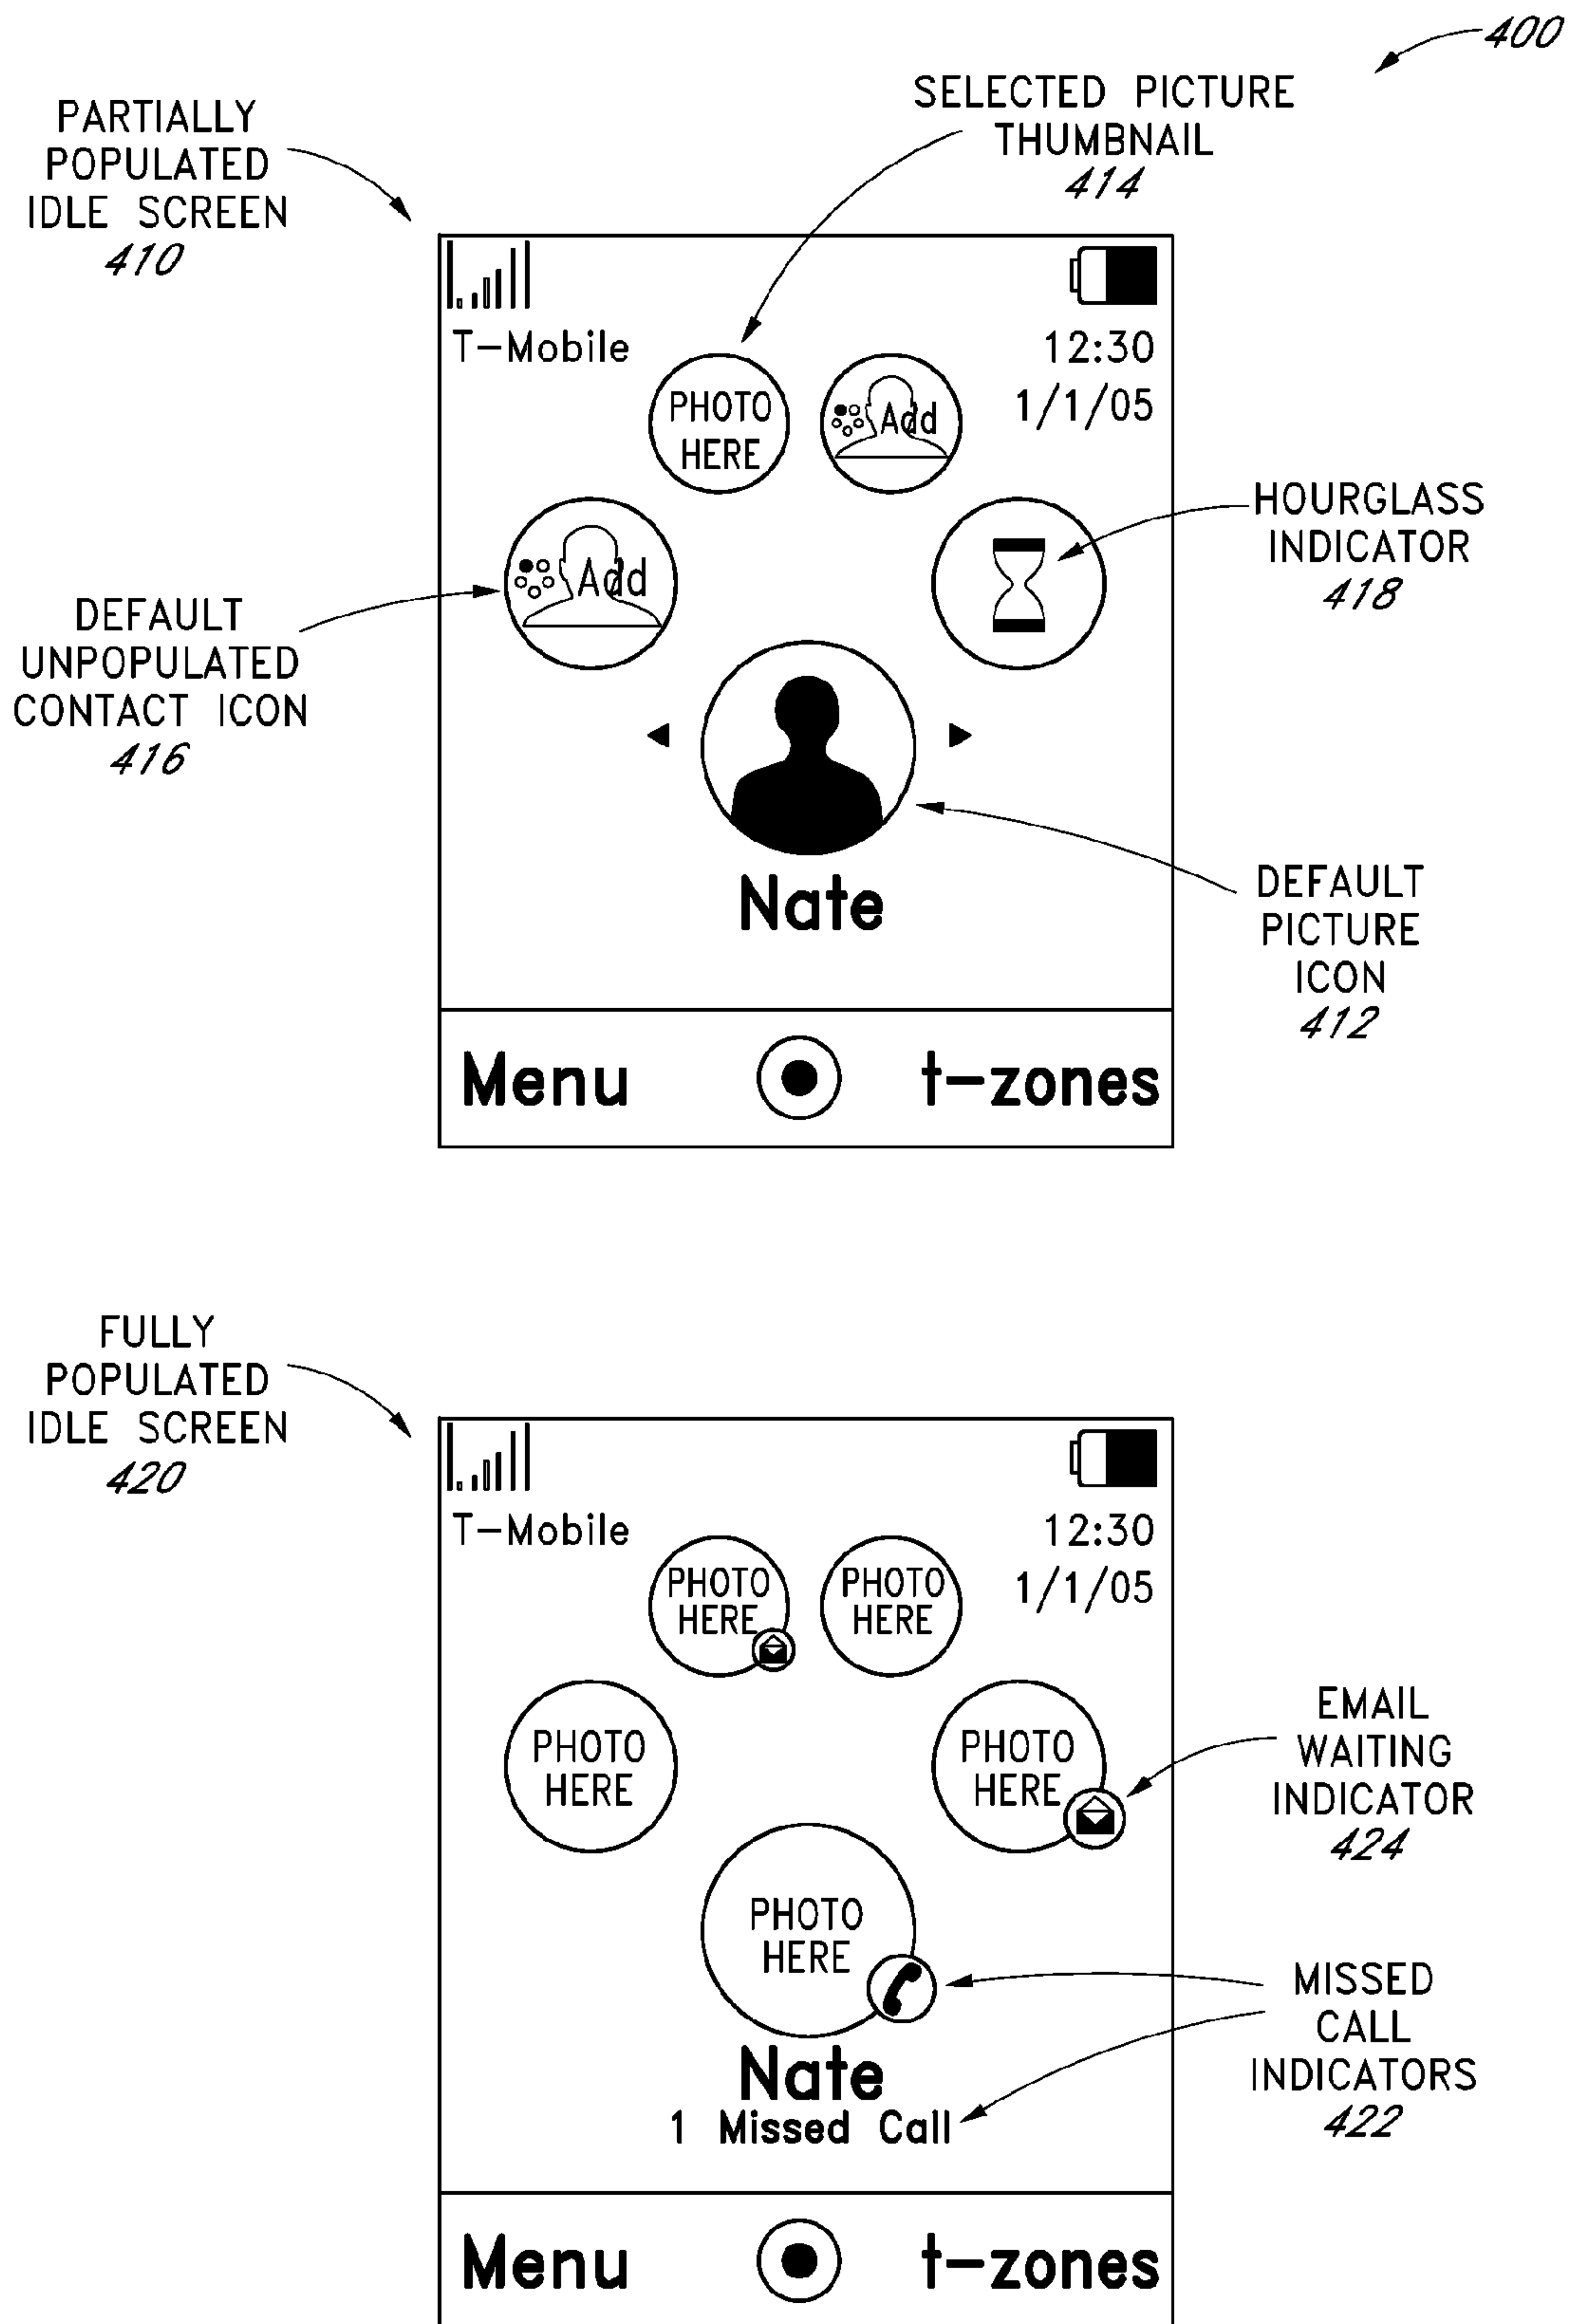 400
PARTIALLY
POPULATED
IDLE SCREEN
410
SELECTED PICTURE
THUMBNAIL
414
T-Mobile
12:30
1/1/05
PHOTO
HERE
Add
Add
HOURGLASS
INDICATOR
418
DEFAULT
UNPOPULATED
CONTACT ICON
416
Nate
DEFAULT
PICTURE
ICON
412
Menu
t-zones
FULLY
POPULATED
IDLE SCREEN
420
T-Mobile
12:30
1/1/05
PHOTO
HERE
PHOTO
HERE
PHOTO
HERE
PHOTO
HERE
EMAIL
WAITING
INDICATOR
424
PHOTO
HERE
MISSED
CALL
INDICATORS
422
Nate
1 Missed Call
Menu
t-zones